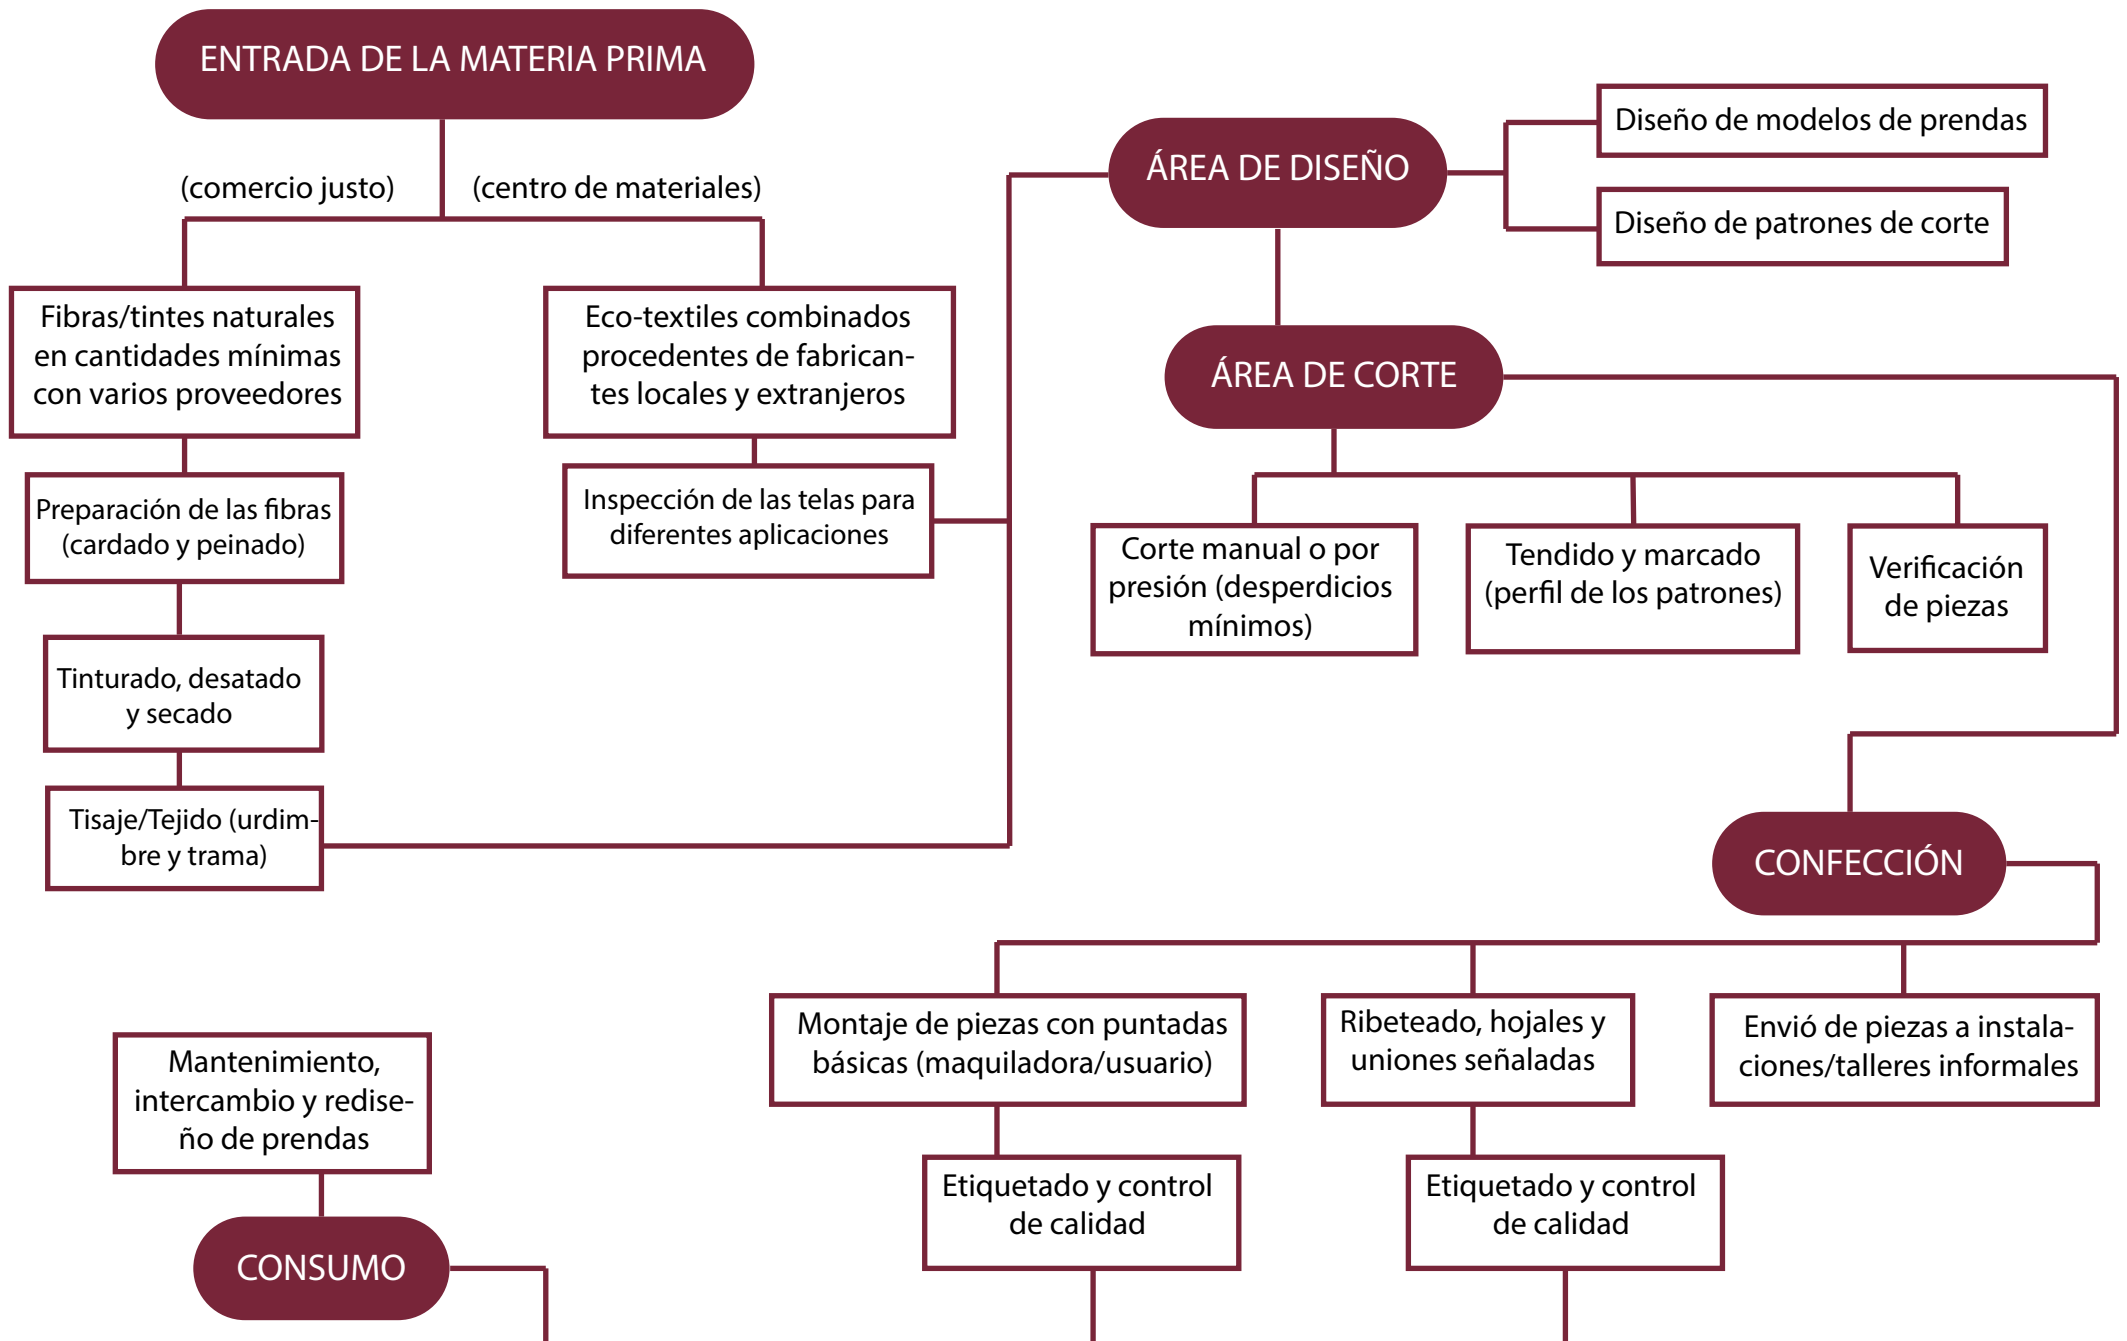 ENTRADA DE LA MATERIA PRIMA
(comercio justo)
(centro de materiales)
Fibras/tintes naturales
en cantidades mínimas
con varios proveedores
Eco-textiles combinados
procedentes de fabrican-
tes locales y extranjeros
Preparación de las fibras
(cardado y peinado)
Inspección de las telas para
diferentes aplicaciones
Tinturado, desatado
y secado
Tisaje/Tejido (urdim-
bre y trama)
ÁREA DE DISEÑO
Diseño de modelos de prendas
Diseño de patrones de corte
ÁREA DE CORTE
Corte manual o por
presión (desperdicios
mínimos)
Tendido y marcado
(perfil de los patrones)
Verificación
de piezas
CONFECCIÓN
Montaje de piezas con puntadas
básicas (maquiladora/usuario)
Ribeteado, hojales y
uniones señaladas
Envió de piezas a instala-
ciones/talleres informales
Etiquetado y control
de calidad
Etiquetado y control
de calidad
Mantenimiento,
intercambio y redise-
ño de prendas
CONSUMO